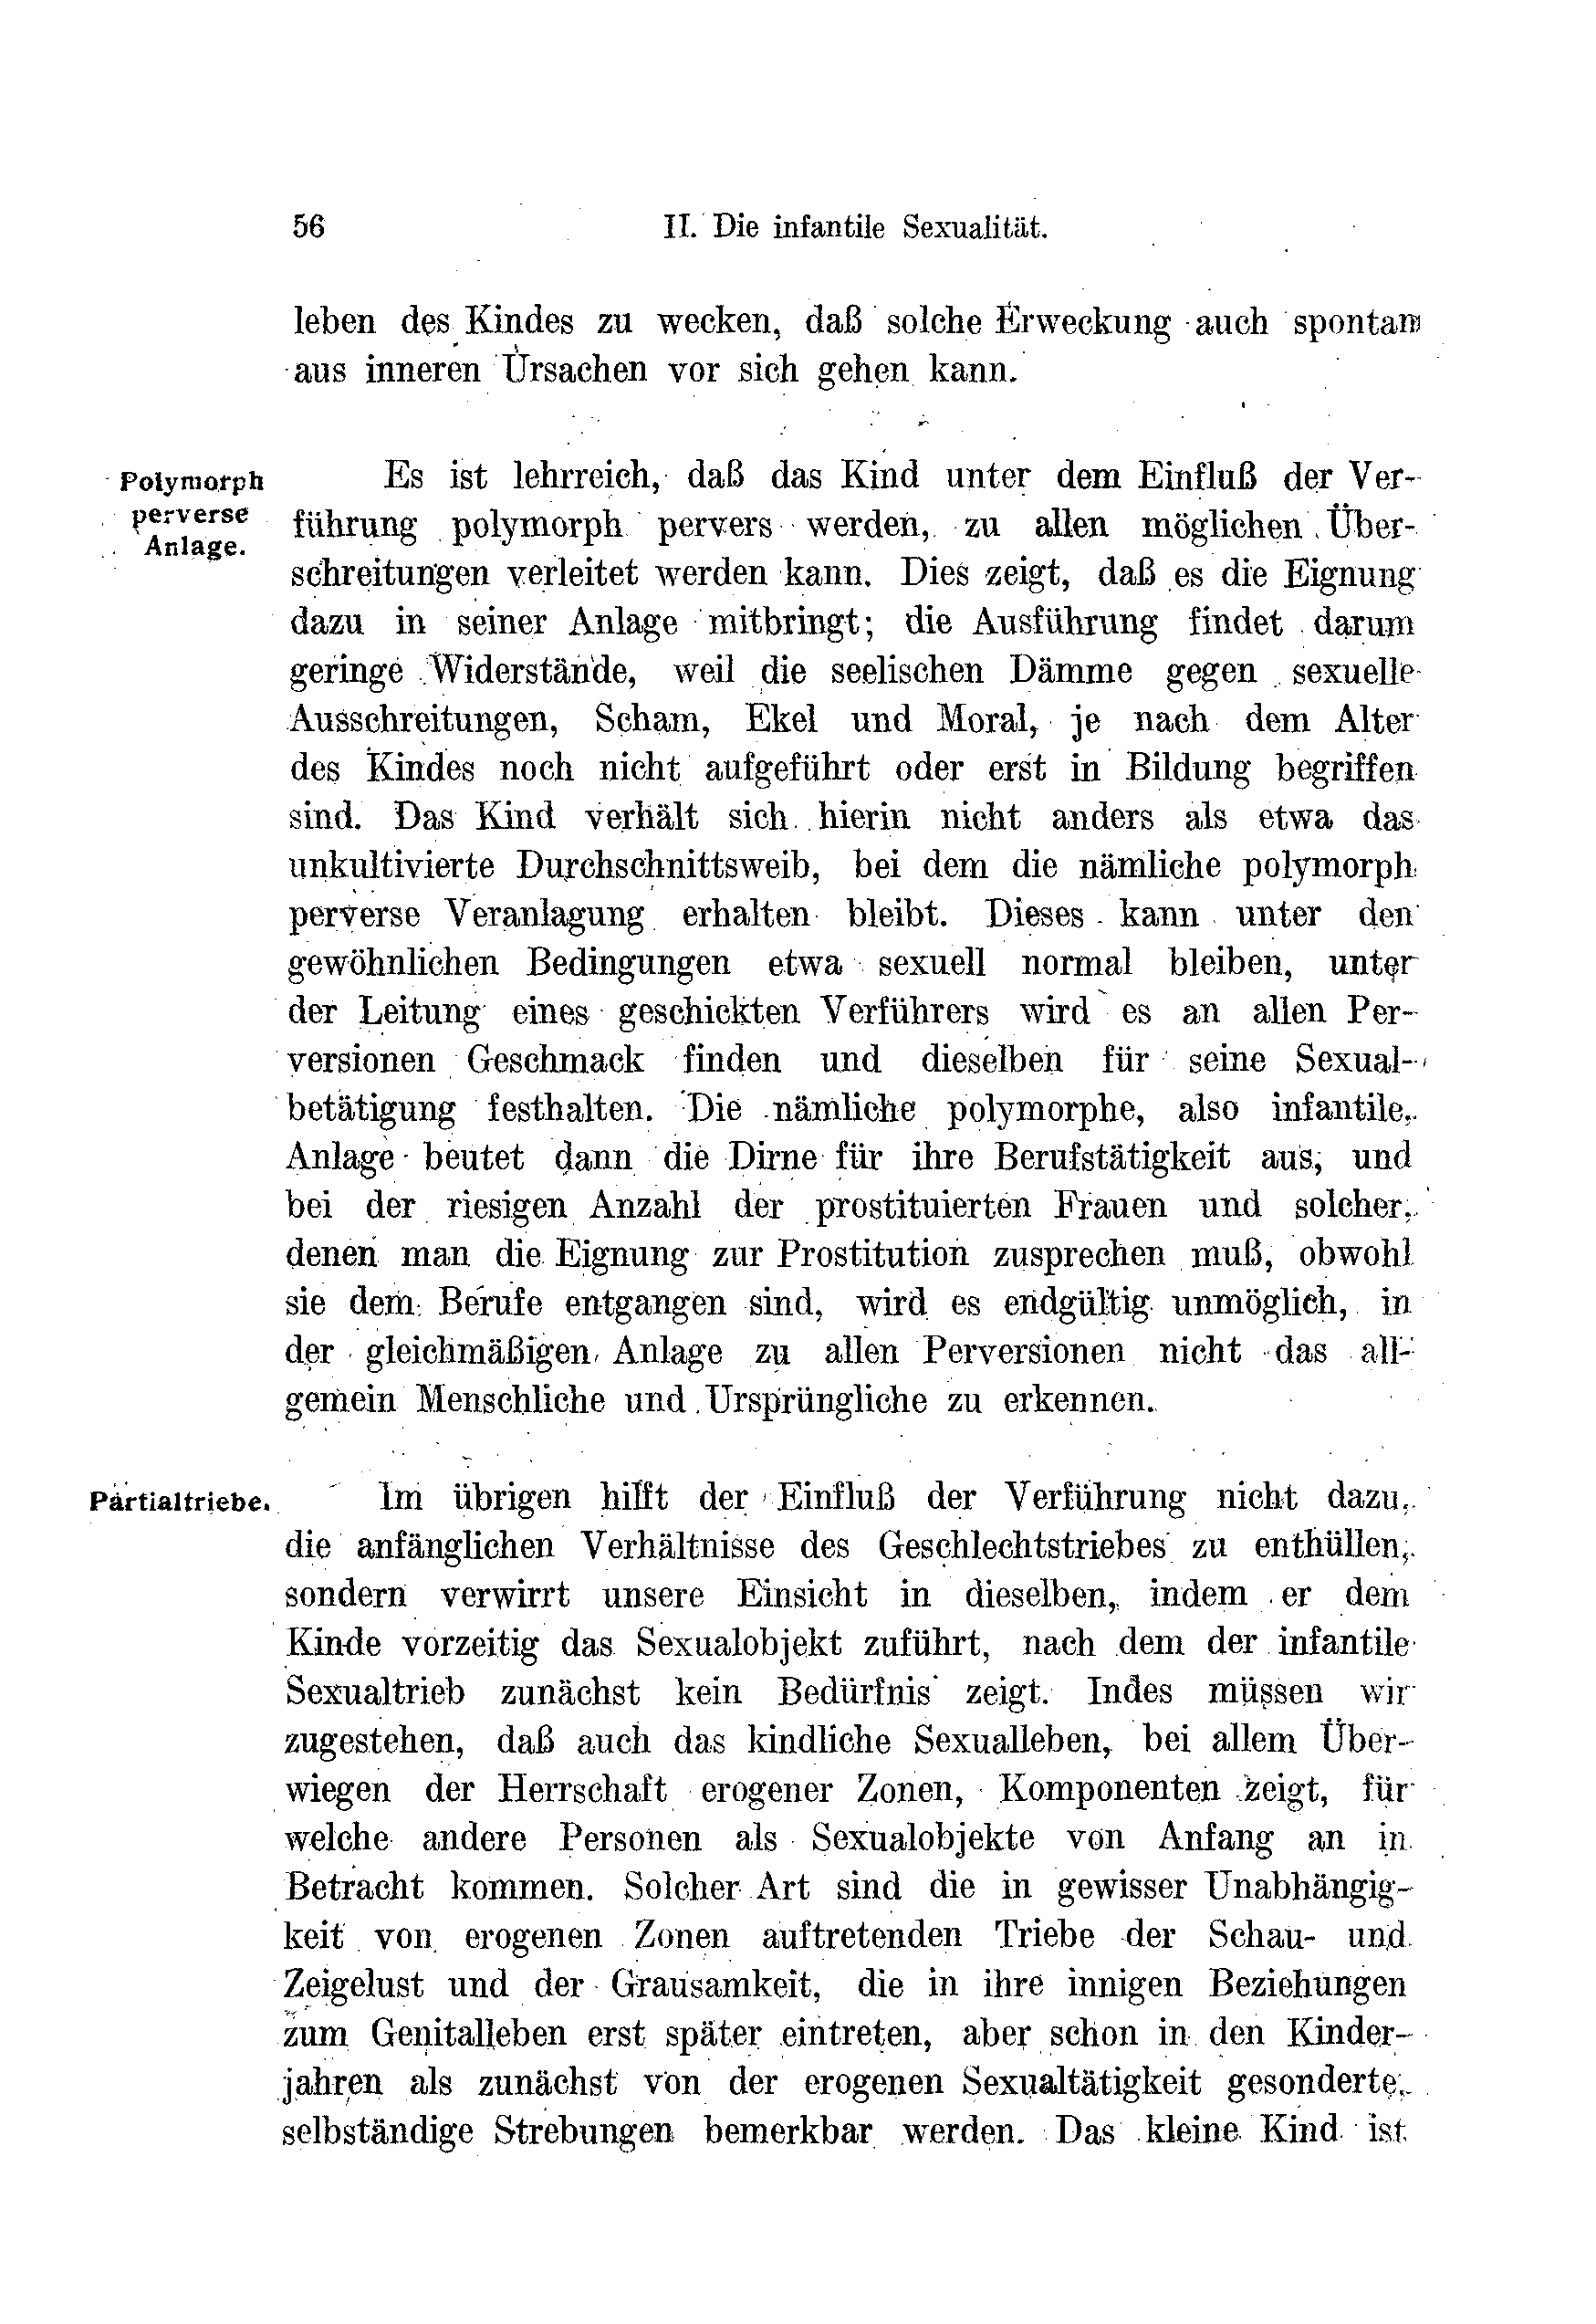 56
II. Die infantile Sexualität.
leben des Kindes zu wecken, daß solche Erweckung auch spontan
aus inneren Ursachen vor sich gehen kann.
Polymorph
perverse
Anlage.
Es ist lehrreich, daß das Kind unter dem Einfluß der Ver-
führung polymorph pervers werden, zu allen möglichen Über-
schreitungen verleitet werden kann. Dies zeigt, daß es die Eignung
dazu in seiner Anlage mitbringt; die Ausführung findet darum
geringe Widerstände, weil die seelischen Dämme gegen sexuelle
Ausschreitungen, Scham, Ekel und Moral, je nach dem Alter
des Kindes noch nicht aufgeführt oder erst in Bildung begriffen
sind. Das Kind verhält sich hierin nicht anders als etwa das
unkultivierte Durchschnittsweib, bei dem die nämliche polymorph
perverse Veranlagung erhalten bleibt. Dieses kann unter den
gewöhnlichen Bedingungen etwa sexuell normal bleiben, unter
der Leitung eines geschickten Verführers wird es an allen Per-
versionen Geschmack finden und dieselben für seine Sexual-
betätigung festhalten. Die nämliche polymorphe, also infantile,
Anlage beutet dann die Dirne für ihre Berufstätigkeit aus, und
bei der riesigen Anzahl der prostituierten Frauen und solcher,
denen man die Eignung zur Prostitution zusprechen muß, obwohl
sie dem Berufe entgangen sind, wird es endgültig unmöglich, in
der gleichmäßigen Anlage zu allen Perversionen nicht das all-
gemein Menschliche und Ursprüngliche zu erkennen.
Partialtriebe.
Im übrigen hilft der Einfluß der Verführung nicht dazu,
die anfänglichen Verhältnisse des Geschlechtstriebes zu enthüllen,
sondern verwirrt unsere Einsicht in dieselben, indem er dem
Kinde vorzeitig das Sexualobjekt zuführt, nach dem der infantile
Sexualtrieb zunächst kein Bedürfnis zeigt. Indes müssen wir
zugestehen, daß auch das kindliche Sexualleben, bei allem Über-
wiegen der Herrschaft erogener Zonen, Komponenten zeigt, für
welche andere Personen als Sexualobjekte von Anfang an in
Betracht kommen. Solcher Art sind die in gewisser Unabhängig-
keit von erogenen Zonen auftretenden Triebe der Schau- und
Zeigelust und der Grausamkeit, die in ihre innigen Beziehungen
zum Genitalleben erst später eintreten, aber schon in den Kinder-
jahren als zunächst von der erogenen Sexualtätigkeit gesonderte,
selbständige Strebungen bemerkbar werden. Das kleine Kind ist